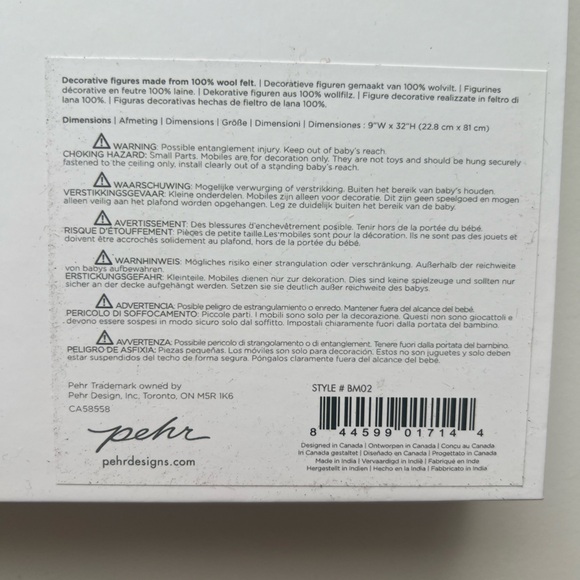 Decorative figures made from 100% wool felt. | Decoratieve figuren gemaakt van 100% wolvilt. | Figurines
décorative en feutre 100% laine. | Dekorative figuren aus 100% wollfilz. | Figure decorative realizzate in feltro di
lana 100%. | Figuras decorativas hechas de fieltro de lana 100%.
Dimensions | Afmeting | Dimensions | Größe | Dimensioni | Dimensiones : 9"W x 32"H (22.8 cm x 81 cm)
WARNING: Possible entanglement injury. Keep out of baby's reach.
CHOKING HAZARD: Small Parts. Mobiles are for decoration only. They are not toys and should be hung securely
fastened to the ceiling only, install clearly out of a standing baby's reach.
WAARSCHUWING: Mogelijke verwurging of verstrikking. Buiten het bereik van baby's houden.
VERSTIKKINGSGEVAAR: Kleine onderdelen. Mobiles zijn alleen voor decoratie. Dit zijn geen speelgoed en mogen
alleen veilig aan het plafond worden opgehangen. Leg ze duidelijk buiten het bereik van de baby.
AVERTISSEMENT: Des blessures d'enchevêtrement posible. Tenir hors de la portée du bébé.
RISQUE D'ÉTOUFFEMENT: Pièces de petite taille.Les mobiles sont pour la décoration. Ils ne sont pas des jouets et
doivent être accrochés solidement au plafond, hors de la portée du bébé.
WARNHINWEIS: Mögliches risiko einer strangulation oder verschränkung. Außerhalb der reichweite
von babys aufbewahren.
ERSTICKUNGSGEFAHR: Kleinteile. Mobiles dienen nur zur dekoration. Dies sind keine spielzeuge und sollten nur
sicher an der decke aufgehängt werden. Setzen sie sie deutlich außer reichweite des babys.
ADVERTENCIA: Posible peligro de estrangulamiento o enredo. Mantener fuera del alcance del bebé.
PERICOLO DI SOFFOCAMENTO: Piccole parti. I mobili sono solo per la decorazione. Questi non sono giocattoli e
devono essere sospesi in modo sicuro solo dal soffitto. Impostali chiaramente fuori dalla portata del bambino.
AVVERTENZA: Possibile pericolo di strangolamento o di entanglement. Tenere fuori dalla portata del bambino.
PELIGRO DE ASFIXIA: Piezas pequeñas. Los móviles son solo para decoración. Estos no son juguetes y solo deben
estar suspendidos del techo de forma segura. Póngalos claramente fuera del alcance del bebé.
Pehr Trademark owned by
Pehr Design, Inc. Toronto, ON M5R 1K6
CA58558
pehr
pehrdesigns.com
STYLE # BM02
8 44599 01714 4
Designed in Canada | Ontworpen in Canada | Conçu au Canada
In Canada gestaltet | Diseñado en Canadá | Progettato in Canada
Made in India | Vervaardigd in Indië | Fabriqué en Inde
Hergestellt in Indien | Hecho en la India | Fabbricato in India